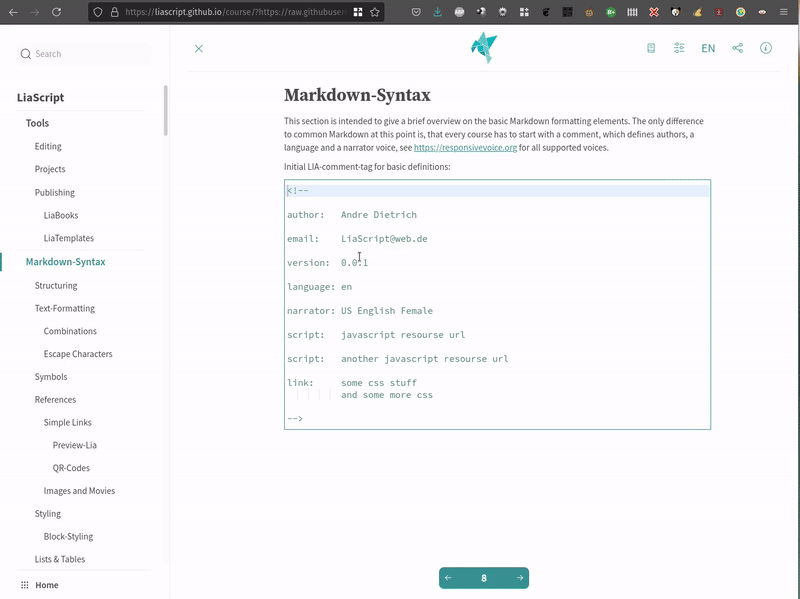 https://liascript.github.io/course/?https://raw.githubuser
Search
EN
LiaScript
Tools
Editing
Projects
Publishing
LiaBooks
LiaTemplates
Markdown-Syntax
Structuring
Text-Formatting
Combinations
Escape Characters
Symbols
References
Simple Links
Preview-Lia
QR-Codes
Images and Movies
Styling
Block-Styling
Lists & Tables
Home
Markdown-Syntax
This section is intended to give a brief overview on the basic Markdown formatting elements. The only difference
to common Markdown at this point is, that every course has to start with a comment, which defines authors, a
language and a narrator voice, see https://responsivevoice.org for all supported voices.
Initial LIA-comment-tag for basic definitions:
<!--
author:   Andre Dietrich
email:    LiaScript@web.de
version:  0.0.1
language: en
narrator: US English Female
script:   javascript resourse url
script:   another javascript resourse url
link:     some css stuff
and some more css
-->
8